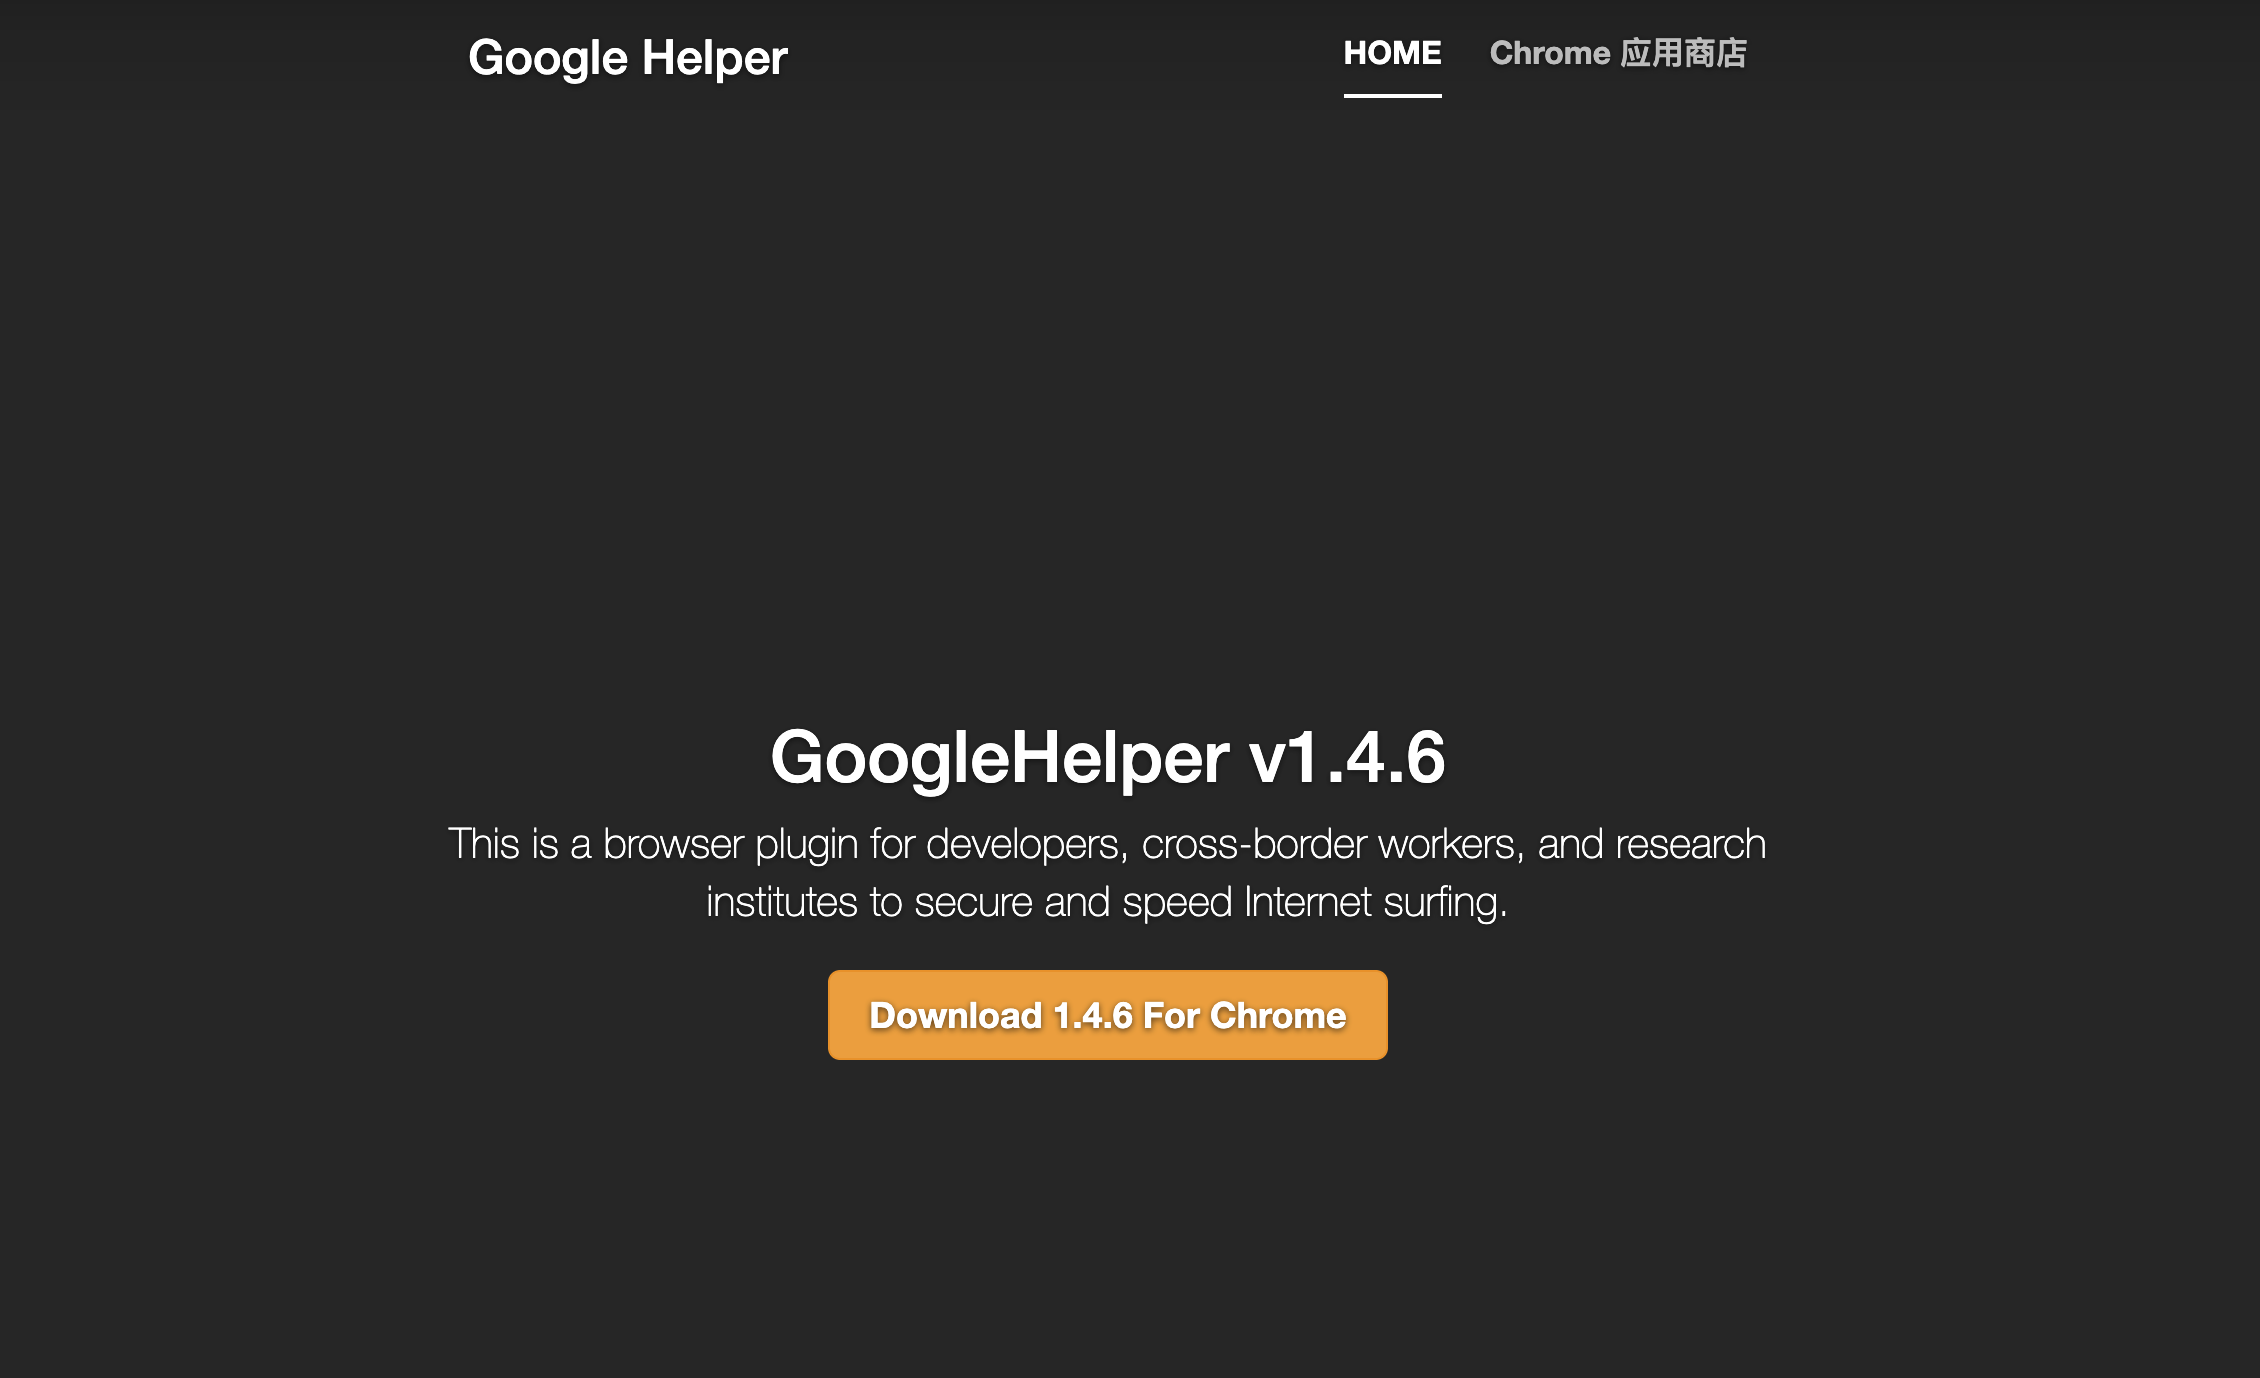 Google Helper
HOME
Chrome 应用商店
GoogleHelper v1.4.6
This is a browser plugin for developers, cross-border workers, and research
institutes to secure and speed Internet surfing.
Download 1.4.6 For Chrome